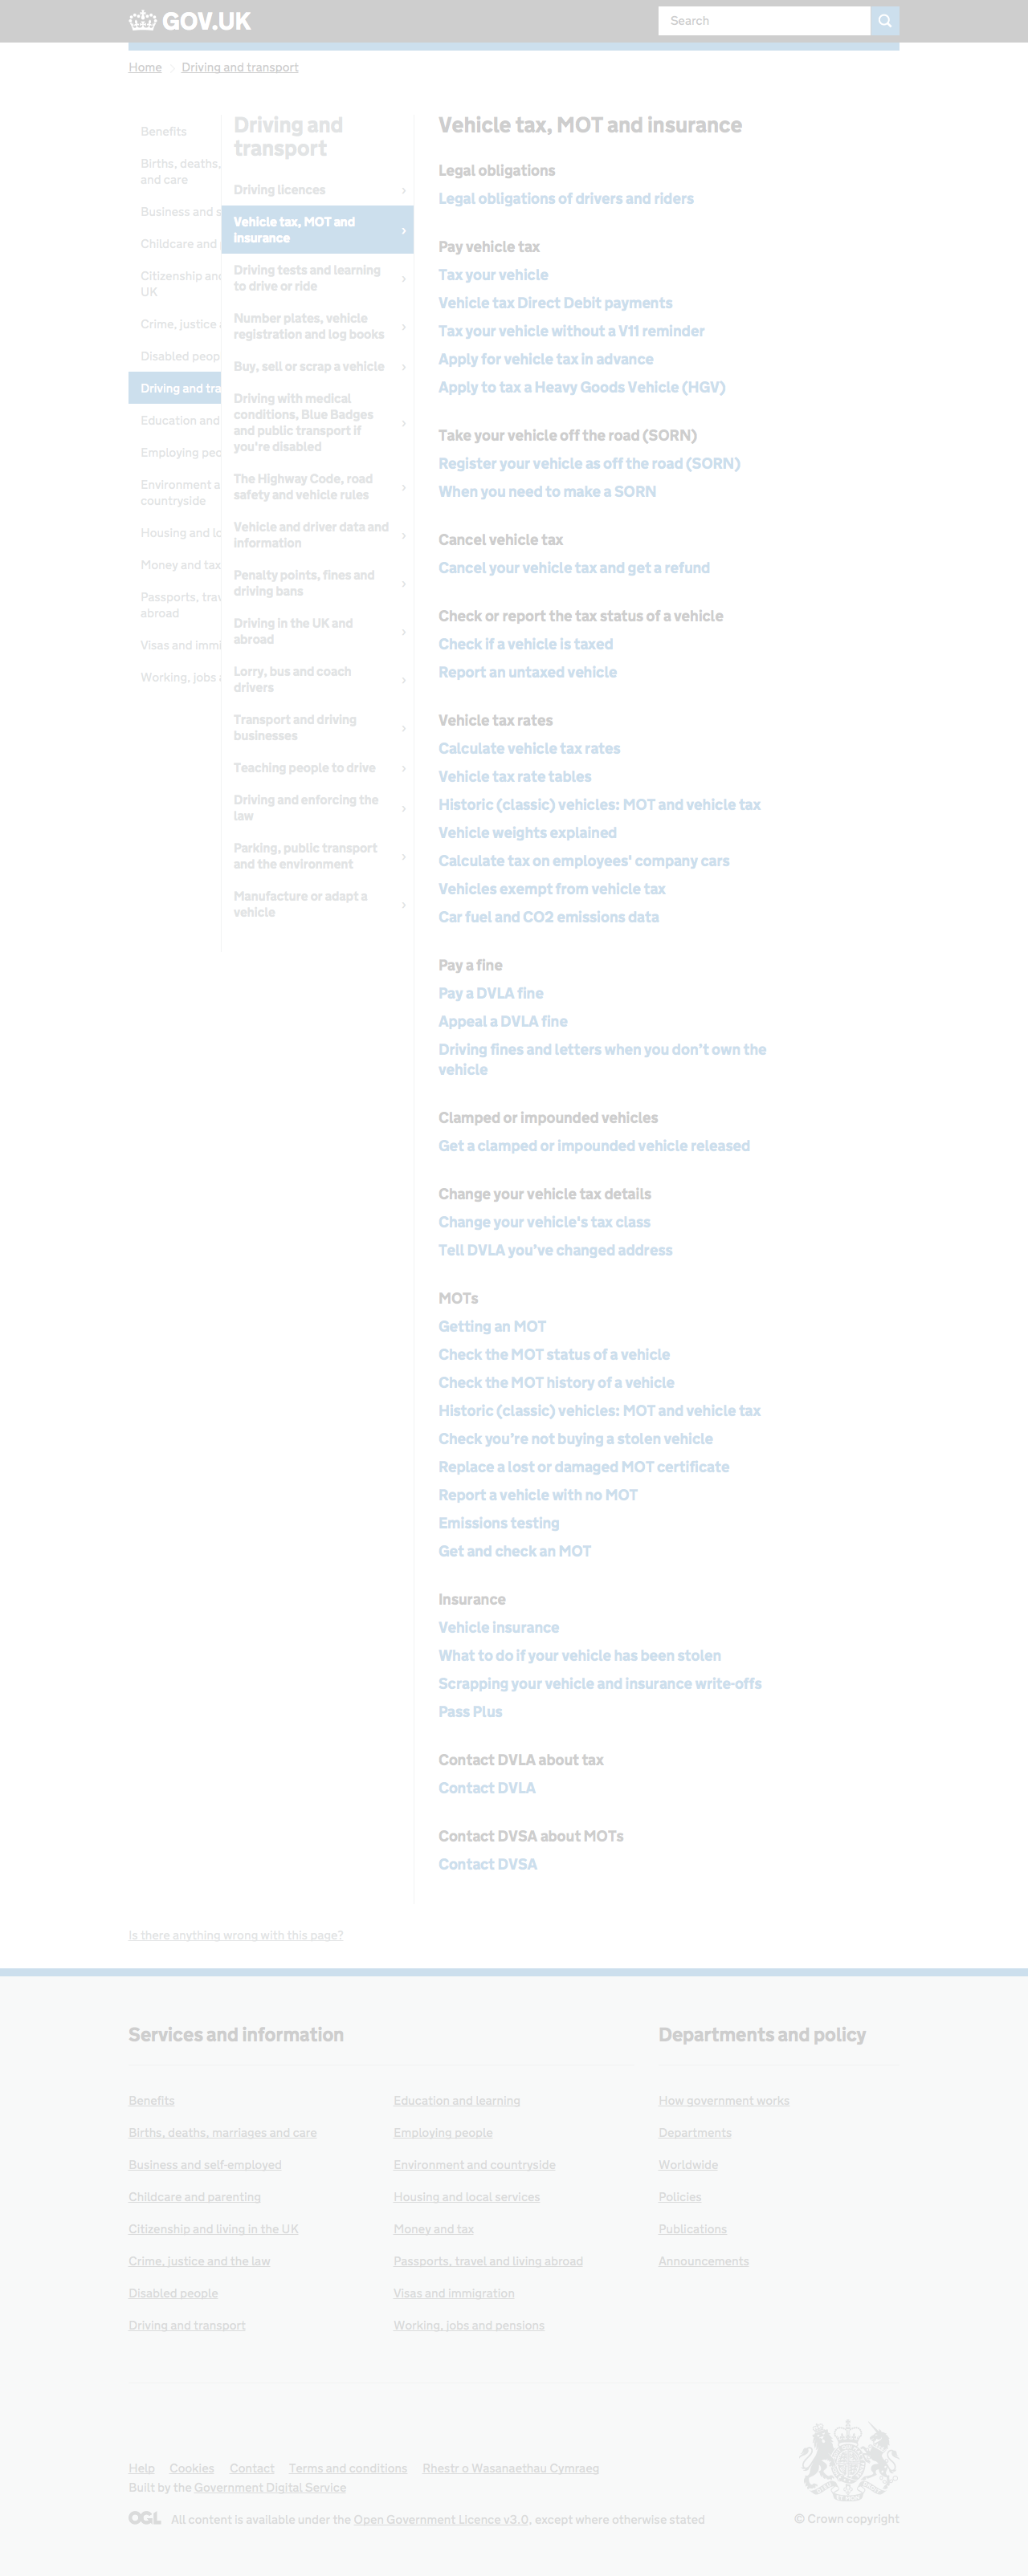 GOV.UK
Search
Home
Driving and transport
Benefits
Births, deaths,
and care
Business and s
Childcare and
Citizenship and
UK
Crime, justice a
Disabled peop
Driving and tra
Education and
Employing peo
Environment a
countryside
Housing and lo
Money and tax
Passports, trav
abroad
Visas and immi
Working, jobs a
Driving and
transport
Driving licences
Vehicle tax, MOT and
insurance
Driving tests and learning
to drive or ride
Number plates, vehicle
registration and log books
Buy, sell or scrap a vehicle
Driving with medical
conditions, Blue Badges
and public transport if
you're disabled
The Highway Code, road
safety and vehicle rules
Vehicle and driver data and
information
Penalty points, fines and
driving bans
Driving in the UK and
abroad
Lorry, bus and coach
drivers
Transport and driving
businesses
Teaching people to drive
Driving and enforcing the
law
Parking, public transport
and the environment
Manufacture or adapt a
vehicle
Vehicle tax, MOT and insurance
Legal obligations
Legal obligations of drivers and riders
Pay vehicle tax
Tax your vehicle
Vehicle tax Direct Debit payments
Tax your vehicle without a V11 reminder
Apply for vehicle tax in advance
Apply to tax a Heavy Goods Vehicle (HGV)
Take your vehicle off the road (SORN)
Register your vehicle as off the road (SORN)
When you need to make a SORN
Cancel vehicle tax
Cancel your vehicle tax and get a refund
Check or report the tax status of a vehicle
Check if a vehicle is taxed
Report an untaxed vehicle
Vehicle tax rates
Calculate vehicle tax rates
Vehicle tax rate tables
Historic (classic) vehicles: MOT and vehicle tax
Vehicle weights explained
Calculate tax on employees' company cars
Vehicles exempt from vehicle tax
Car fuel and CO2 emissions data
Pay a fine
Pay a DVLA fine
Appeal a DVLA fine
Driving fines and letters when you don't own the
vehicle
Clamped or impounded vehicles
Get a clamped or impounded vehicle released
Change your vehicle tax details
Change your vehicle's tax class
Tell DVLA you've changed address
MOTs
Getting an MOT
Check the MOT status of a vehicle
Check the MOT history of a vehicle
Historic (classic) vehicles: MOT and vehicle tax
Check you're not buying a stolen vehicle
Replace a lost or damaged MOT certificate
Report a vehicle with no MOT
Emissions testing
Get and check an MOT
Insurance
Vehicle insurance
What to do if your vehicle has been stolen
Scrapping your vehicle and insurance write-offs
Pass Plus
Contact DVLA about tax
Contact DVLA
Contact DVSA about MOTs
Contact DVSA
Is there anything wrong with this page?
Services and information
Benefits
Births, deaths, marriages and care
Business and self-employed
Childcare and parenting
Citizenship and living in the UK
Crime, justice and the law
Disabled people
Driving and transport
Education and learning
Employing people
Environment and countryside
Housing and local services
Money and tax
Passports, travel and living abroad
Visas and immigration
Working, jobs and pensions
Departments and policy
How government works
Departments
Worldwide
Policies
Publications
Announcements
Help Cookies Contact Terms and conditions Rhestr o Wasanaethau Cymraeg
Built by the Government Digital Service
OGL All content is available under the Open Government Licence v3.0, except where otherwise stated
© Crown copyright